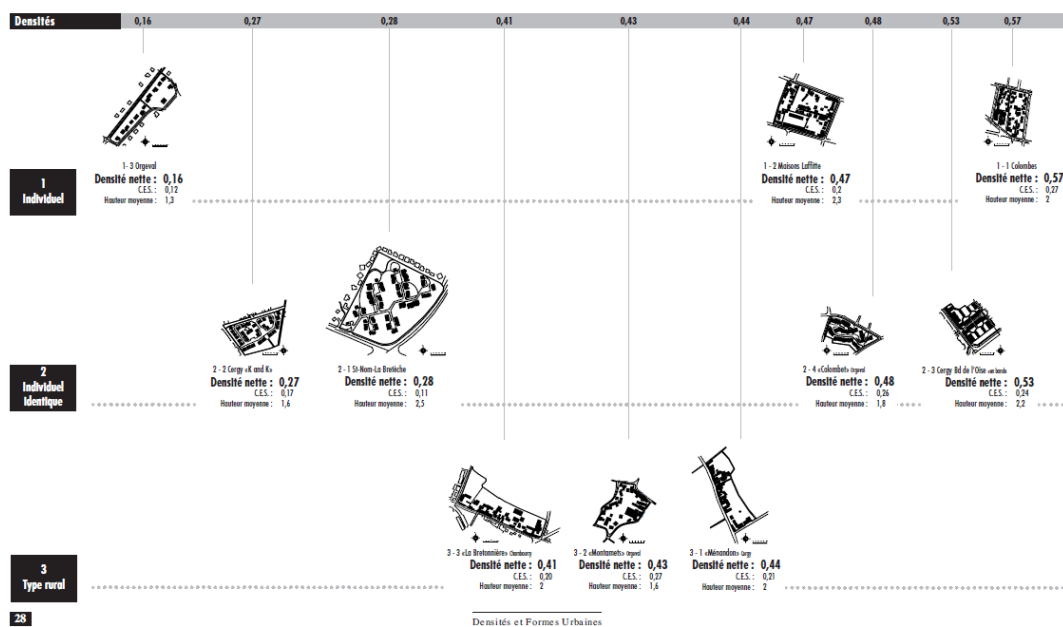 Densités 0,16 0,27 0,28 0,41 0,43 0,44 0,47 0,48 0,53 0,57
1 - 3 Orgeval
Densité nette : 0,16
C.E.S. : 0,12
Hauteur moyenne : 1,3
1 - 2 Maisons Laffitte
Densité nette : 0,47
C.E.S. : 0,2
Hauteur moyenne : 2,3
1 - 1 Colombes
Densité nette : 0,57
C.E.S. : 0,27
Hauteur moyenne : 2
1
Individuel
2 - 2 Cergy «K and K»
Densité nette : 0,27
C.E.S. : 0,17
Hauteur moyenne : 1,6
2 - 1 St-Nom-La Bretèche
Densité nette : 0,28
C.E.S. : 0,11
Hauteur moyenne : 2,5
2 - 4 «Colombet» Orgeval
Densité nette : 0,48
C.E.S. : 0,26
Hauteur moyenne : 1,8
2 - 3 Cergy Bd de l'Oise «en bande»
Densité nette : 0,53
C.E.S. : 0,24
Hauteur moyenne : 2,2
2
Individuel
identique
3 - 3 «La Bretonnière» Chambourcy
Densité nette : 0,41
C.E.S. : 0,20
Hauteur moyenne : 2
3 - 2 «Montamets» Orgeval
Densité nette : 0,43
C.E.S. : 0,27
Hauteur moyenne : 1,6
3 - 1 «Ménandon» Cergy
Densité nette : 0,44
C.E.S. : 0,21
Hauteur moyenne : 2
3
Type rural
28
Densités et Formes Urbaines